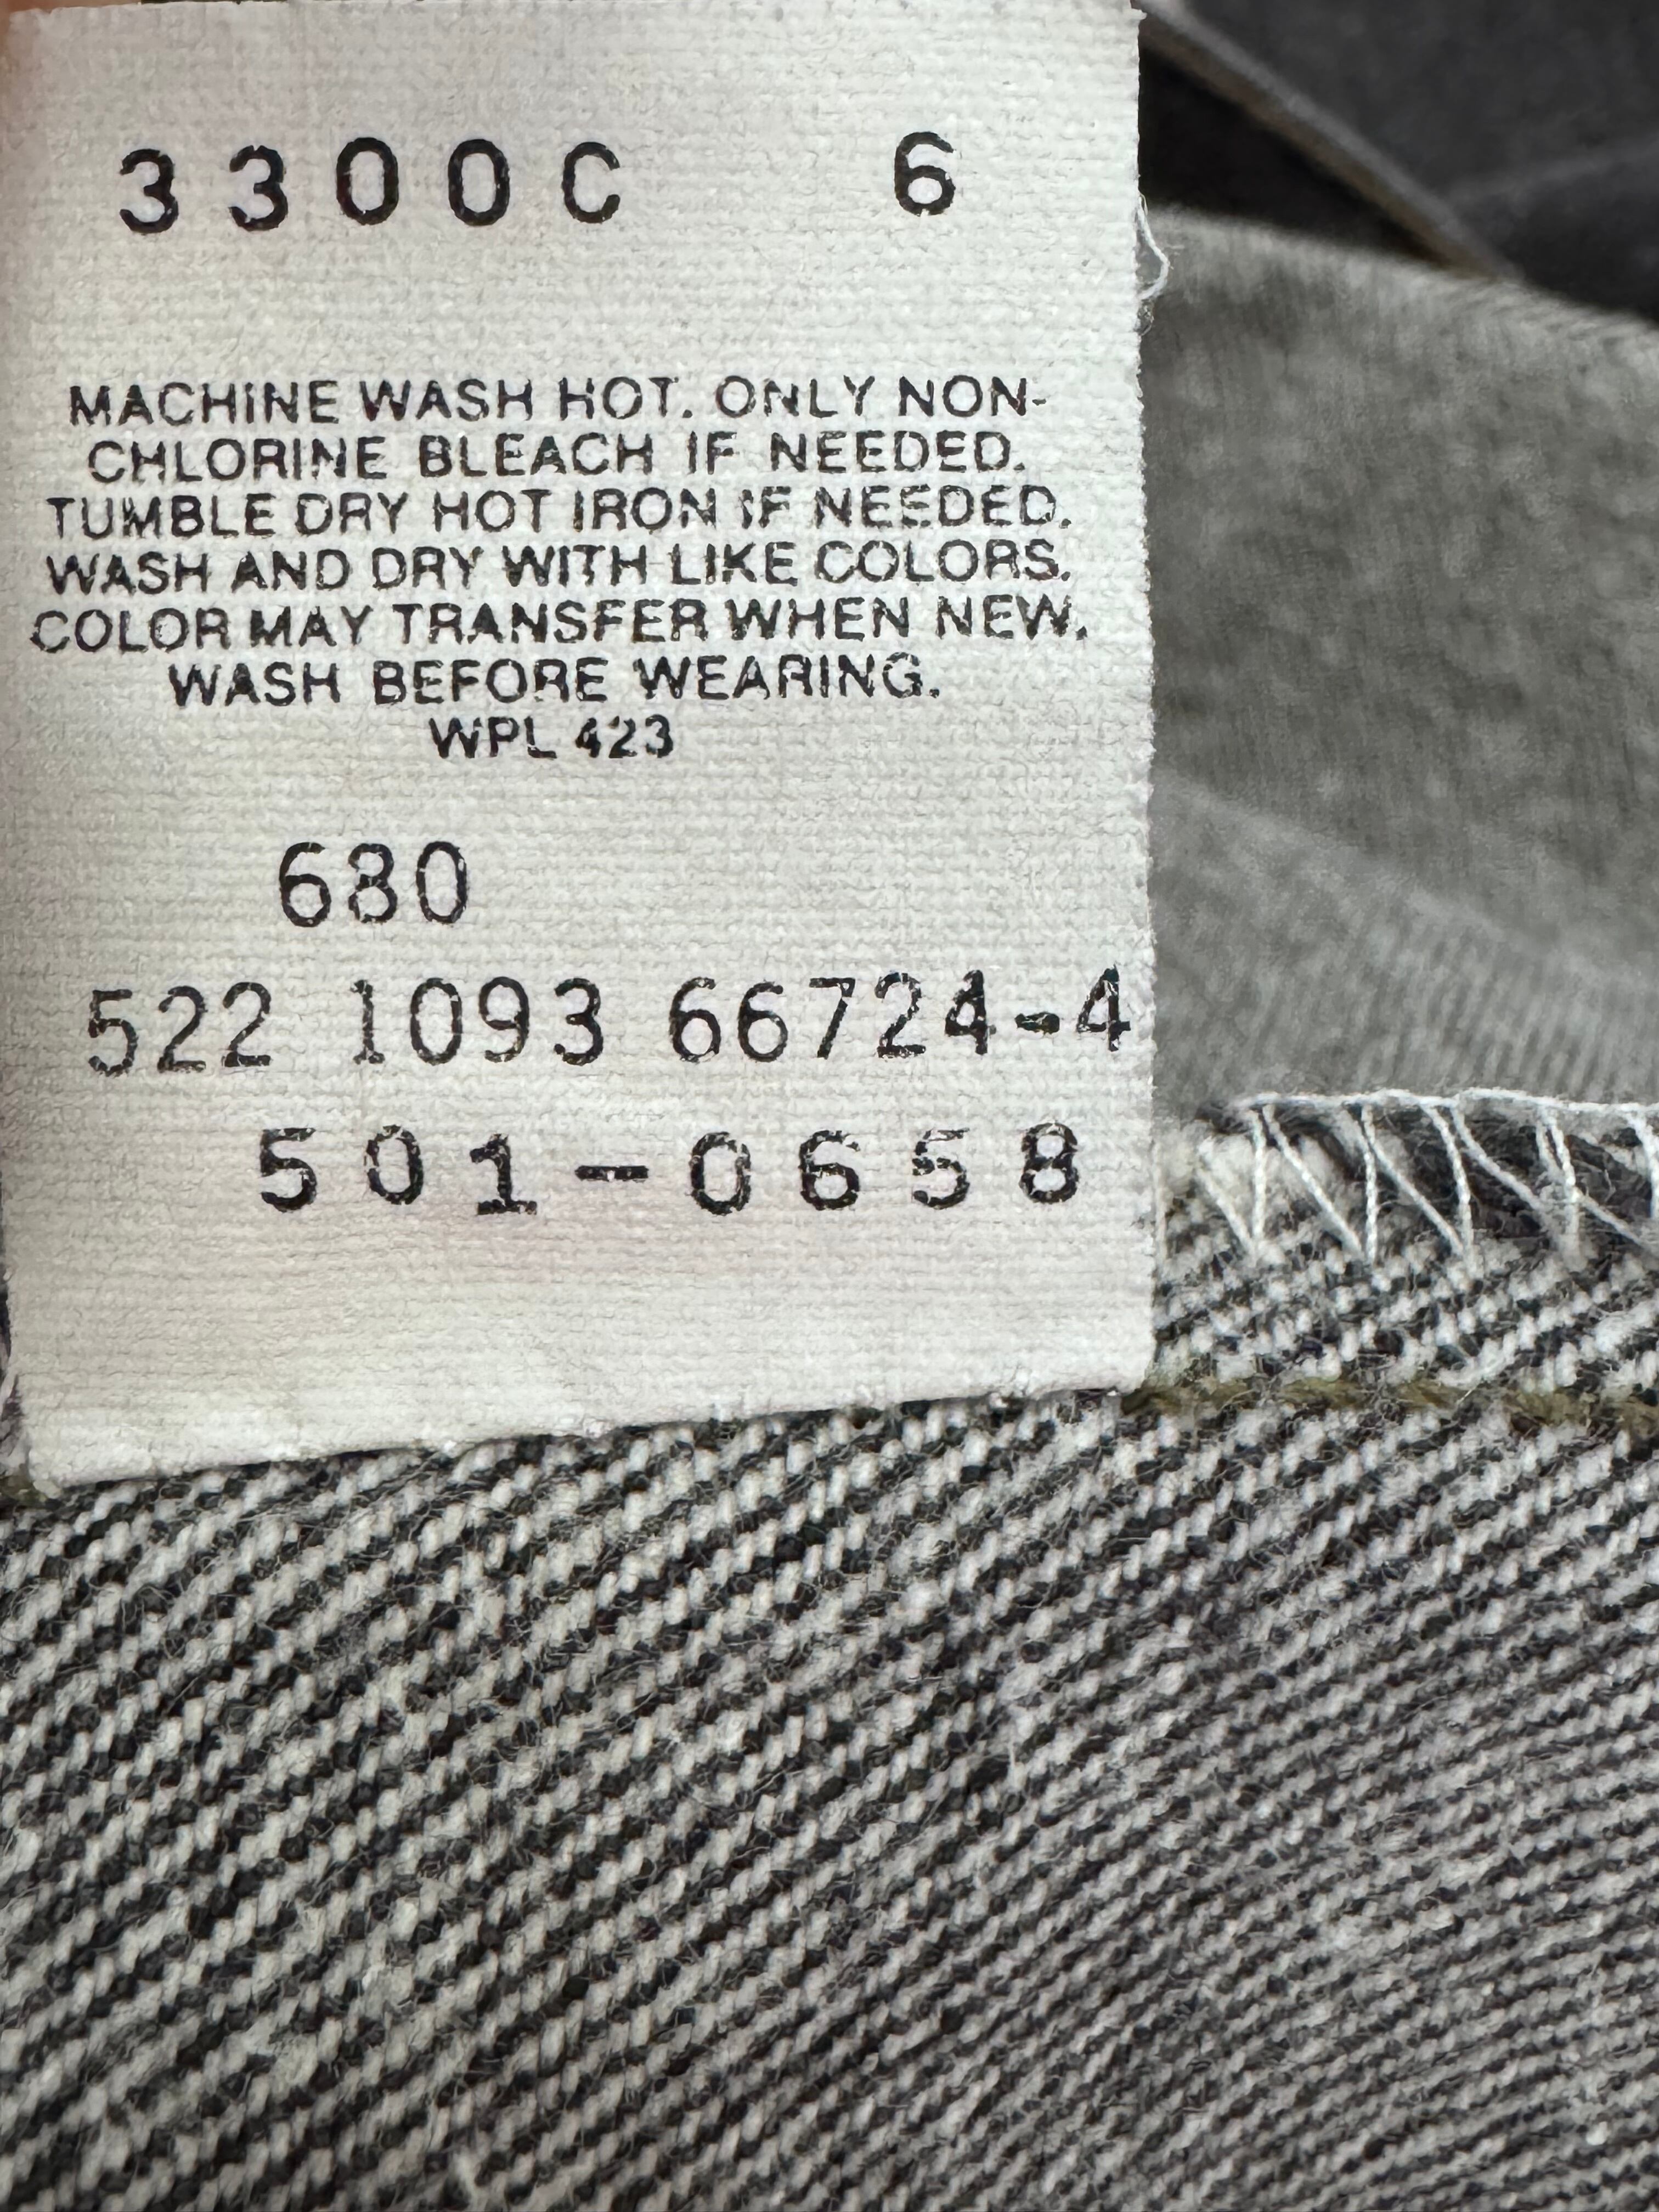 3300C 6
MACHINE WASH HOT. ONLY NON-
CHLORINE BLEACH IF NEEDED.
TUMBLE DRY HOT IRON IF NEEDED.
WASH AND DRY WITH LIKE COLORS.
COLOR MAY TRANSFER WHEN NEW.
WASH BEFORE WEARING.
WPL 423
680
522 1093 66724-4
501-0658